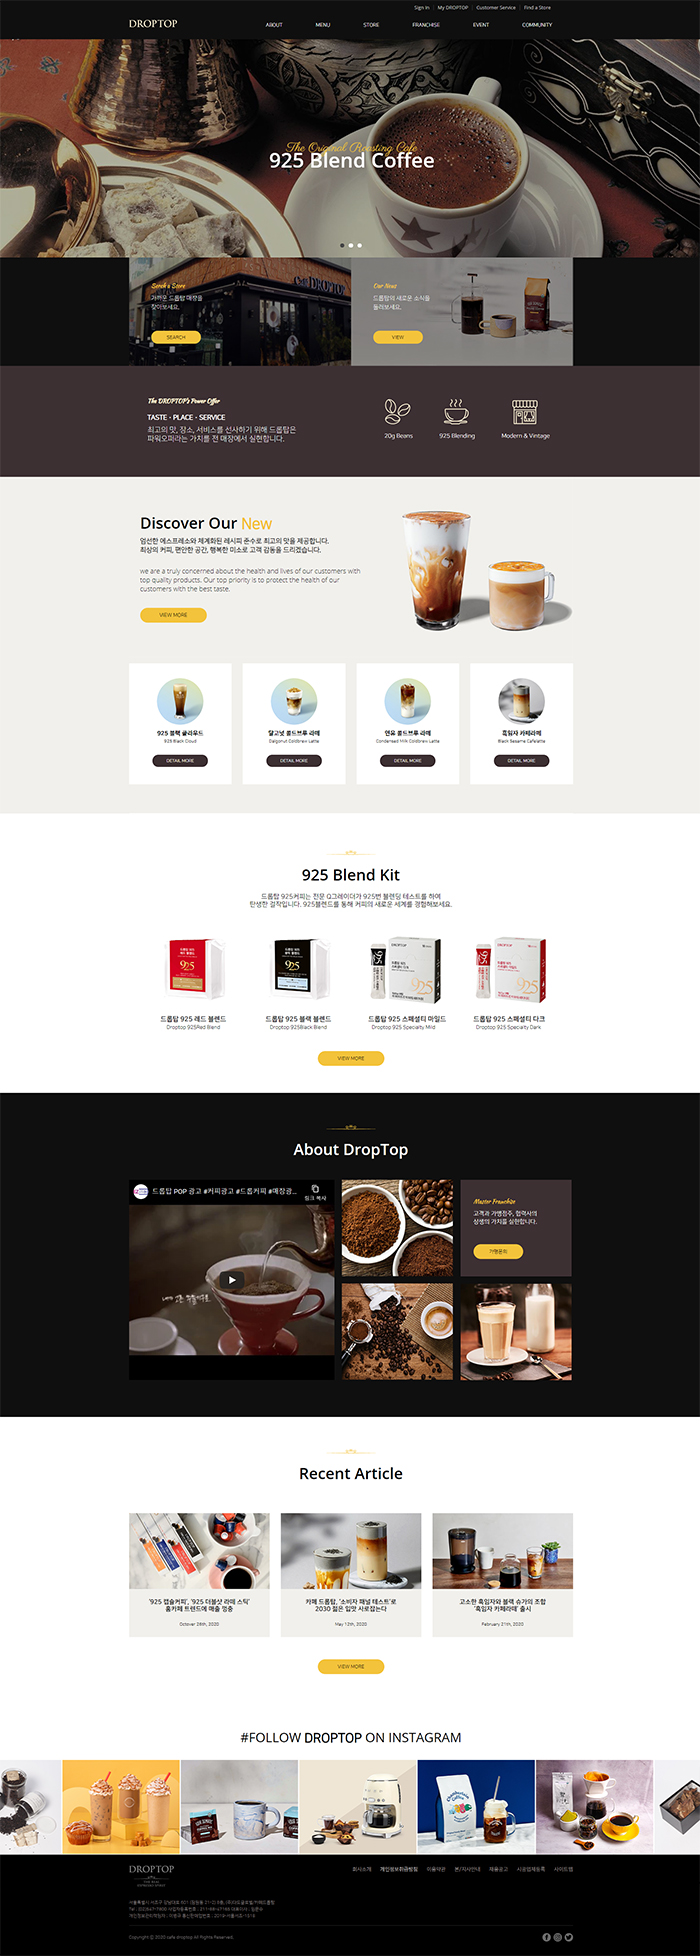 Sign In
My DROPTOP
Customer Service
Find a Store
DROPTOP
ABOUT
MENU
STORE
FRANCHISE
EVENT
COMMUNITY
The Original Roasting Cafe
925 Blend Coffee
Serch a Store
가까운 드롭탑 매장을
찾아보세요.
SEARCH
DROPTOP
Our News
드롭탑의 새로운 소식을
들려보세요.
VIEW
The DROPTOP's Power Offer
TASTE · PLACE · SERVICE
최고의 맛, 장소, 서비스를 선사하기 위해 드롭탑은
파워오퍼라는 가치를 전 매장에서 실현합니다.
20g Beans
925 Blending
Modern & Vintage
Discover Our New
엄선한 에스프레소와 체계화된 레시피 준수로 최고의 맛을 제공합니다.
최상의 커피, 편안한 공간, 행복한 미소로 고객 감동을 드리겠습니다.
we are a truly concerned about the health and lives of our customers with
top quality products. Our top priority is to protect the health of our
customers with the best taste.
VIEW MORE
925 블랙 클라우드
925 Black Cloud
DETAIL MORE
달고넛 콜드브루 라떼
Dalgonut Coldbrew Latte
DETAIL MORE
연유 콜드브루 라떼
Condensed Milk Coldbrew Latte
DETAIL MORE
흑임자 카페라떼
Black Sesame Cafelatte
DETAIL MORE
925 Blend Kit
드롭탑 925커피는 전문 Q그레이더가 925번 블렌딩 테스트를 하여
탄생한 걸작입니다. 925블렌드를 통해 커피의 새로운 세계를 경험해보세요.
925
925
DROPTOP
925
DROPTOP
925
드롭탑 925 레드 블렌드
Droptop 925Red Blend
드롭탑 925 블랙 블렌드
Droptop 925Black Blend
드롭탑 925 스페셜티 마일드
Droptop 925 Specialty Mild
드롭탑 925 스페셜티 다크
Droptop 925 Specialty Dark
VIEW MORE
About DropTop
드롭탑 POP 광고 #커피광고 #드롭커피 #매장광...
링크 복사
Master Franchise
고객과 가맹점주, 협력사의
상생의 가치를 실현합니다.
가맹문의
Recent Article
'925 캡슐커피', '925 더블샷 라떼 스틱'
홈카페 트렌드에 매출 껑충
October 26th, 2020
카페 드롭탑, '소비자 패널 테스트'로
2030 젊은 입맛 사로잡는다
May 12th, 2020
고소한 흑임자와 블랙 슈가의 조합
'흑임자 카페라떼' 출시
February 21th, 2020
VIEW MORE
#FOLLOW DROPTOP ON INSTAGRAM
DROPTOP
회사소개
개인정보취급방침
이용약관
본/지사안내
채용공고
시공업체등록
사이트맵
Copyright ⓒ 2020 cafe droptop All Rights Reserved.